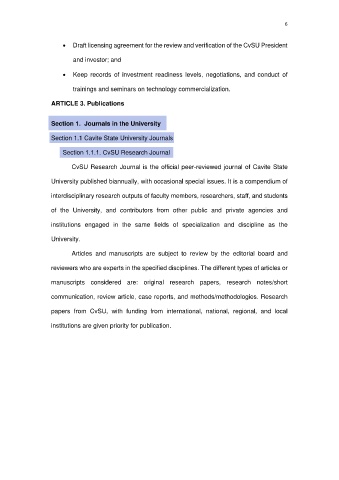 6
• Draft licensing agreement for the review and verification of the CvSU President
and investor; and
• Keep records of investment readiness levels, negotiations, and conduct of
trainings and seminars on technology commercialization.
ARTICLE 3. Publications
Section 1. Journals in the University
Section 1.1 Cavite State University Journals
Section 1.1.1. CvSU Research Journal
CvSU Research Journal is the official peer-reviewed journal of Cavite State
University published biannually, with occasional special issues. It is a compendium of
interdisciplinary research outputs of faculty members, researchers, staff, and students
of the University, and contributors from other public and private agencies and
institutions engaged in the same fields of specialization and discipline as the
University.
Articles and manuscripts are subject to review by the editorial board and
reviewers who are experts in the specified disciplines. The different types of articles or
manuscripts considered are: original research papers, research notes/short
communication, review article, case reports, and methods/methodologies. Research
papers from CvSU, with funding from international, national, regional, and local
institutions are given priority for publication.